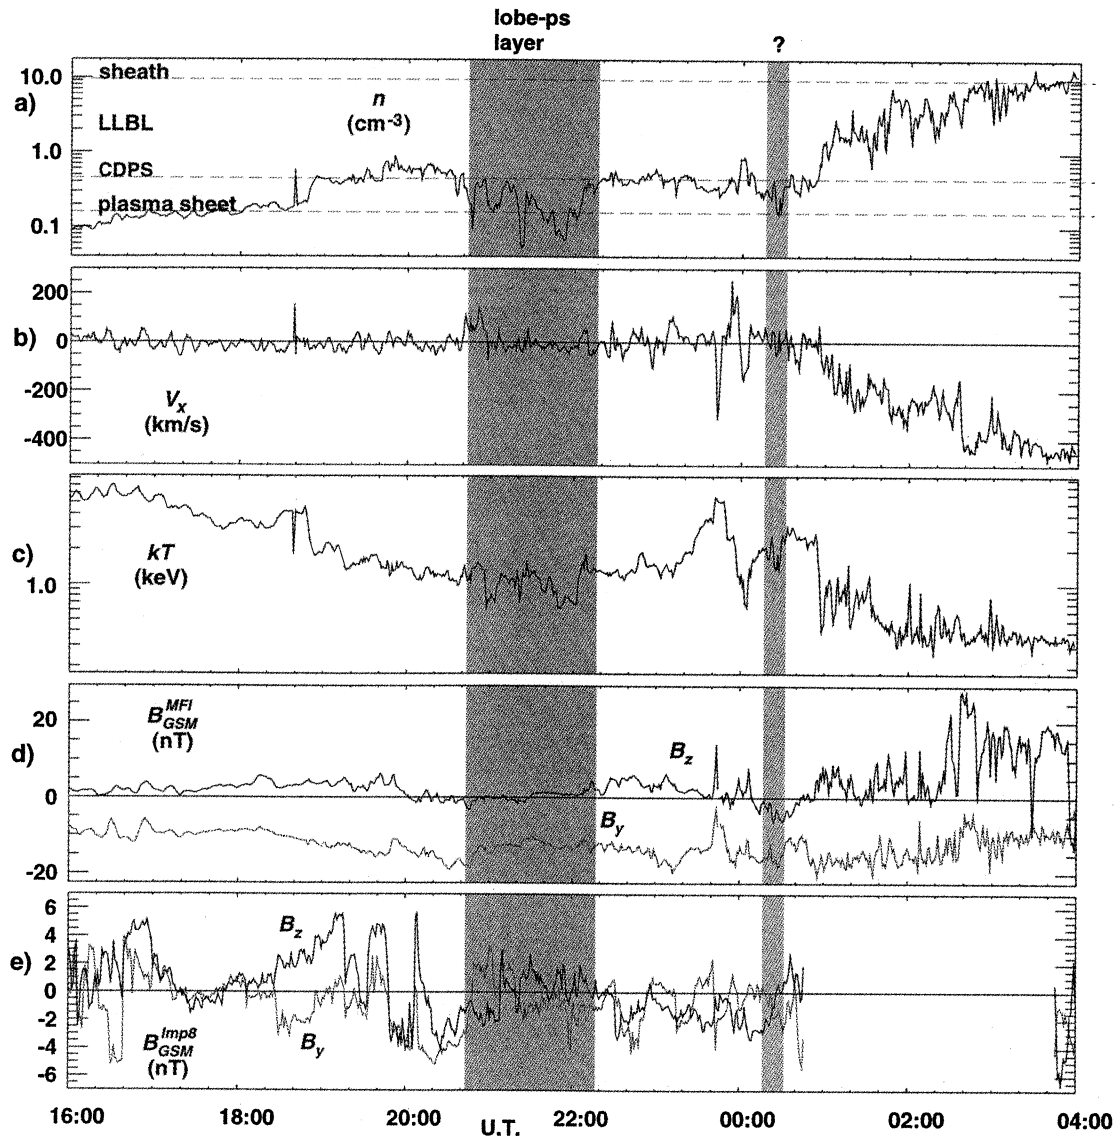 lobe-ps
layer
?
a)
10.0
1.0
0.1
sheath
LLBL
CDPS
plasma sheet
n
(cm-3)
b)
200
0
-200
-400
Vx
(km/s)
c)
1.0
kT
(keV)
d)
20
0
-20
B MFI GSM
(nT)
Bz
By
e)
6
4
2
0
-2
-4
-6
Bz
By
B Imp8 GSM
(nT)
16:00 18:00 20:00 22:00 00:00 02:00 04:00
U.T.